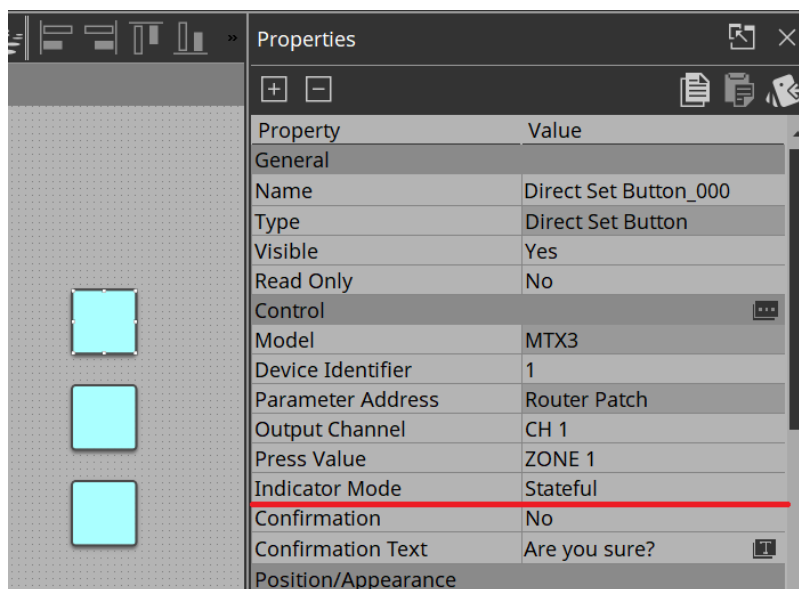 »
Properties
Property Value
General
Name Direct Set Button_000
Type Direct Set Button
Visible Yes
Read Only No
Control
Model MTX3
Device Identifier 1
Parameter Address Router Patch
Output Channel CH 1
Press Value ZONE 1
Indicator Mode Stateful
Confirmation No
Confirmation Text Are you sure? T
Position/Appearance